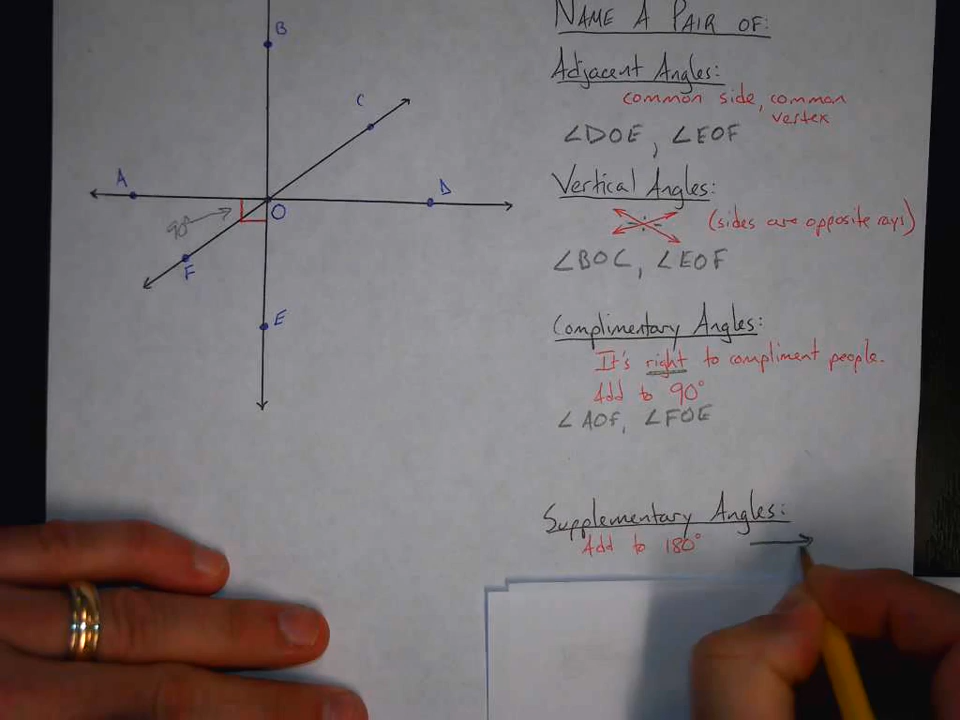 NAME A PAIR OF:
Adjacent Angles:
common side, common
vertex
∠DOE, ∠EOF
Vertical Angles:
(sides are opposite rays)
∠BOC, ∠EOF
Complimentary Angles:
It's right to compliment people.
Add to 90°
∠AOF, ∠FOE
Supplementary Angles:
Add to 180°
B
C
A
D
O
90°
F
E